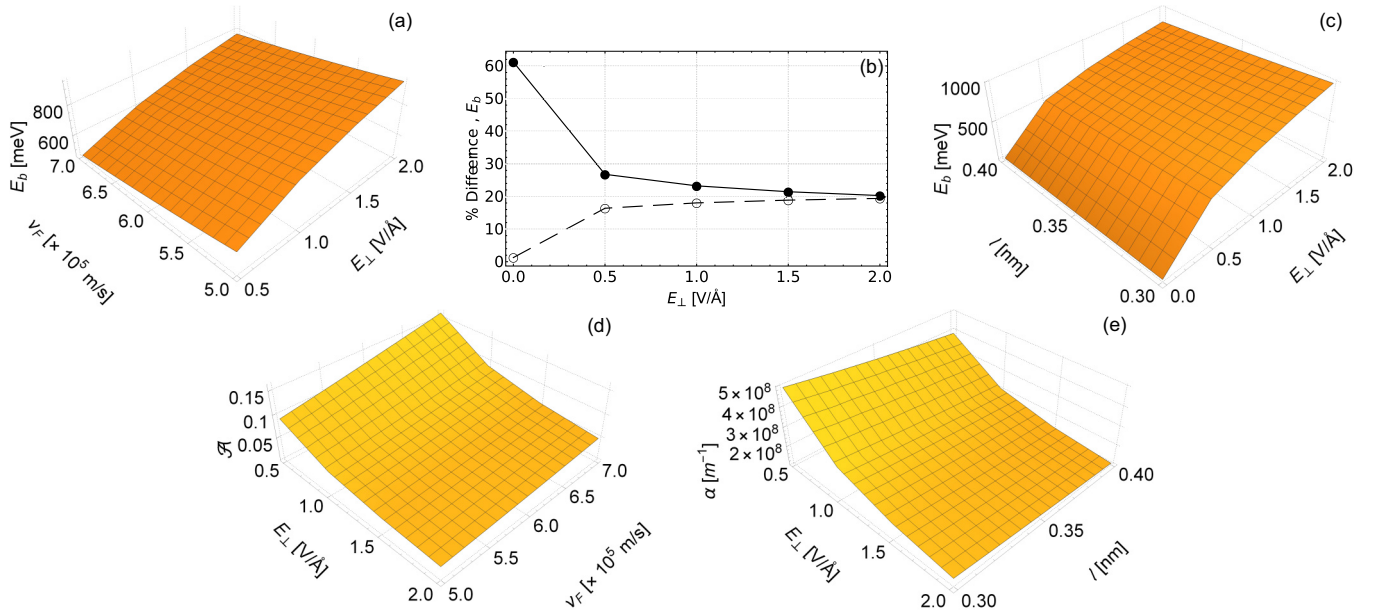 (a)
800
600
7.0
6.5
6.0
5.5
5.0
0.5
1.0
1.5
2.0
E_b [meV]
v_F [× 10^5 m/s]
E_⊥ [V/Å]
(b)
60
50
40
30
20
10
0
0.0 0.5 1.0 1.5 2.0
% Differemce , E_b
E_⊥ [V/Å]
(c)
1000
500
0.40
0.35
0.30
0.0
0.5
1.0
1.5
2.0
E_b [meV]
l [nm]
E_⊥ [V/Å]
(d)
0.15
0.1
0.05
0.5
1.0
1.5
2.0
5.0
5.5
6.0
6.5
7.0
𝒜
E_⊥ [V/Å]
v_F [× 10^5 m/s]
(e)
5×10^8
4×10^8
3×10^8
2×10^8
0.5
1.0
1.5
2.0
0.30
0.35
0.40
α [m^−1]
E_⊥ [V/Å]
l [nm]